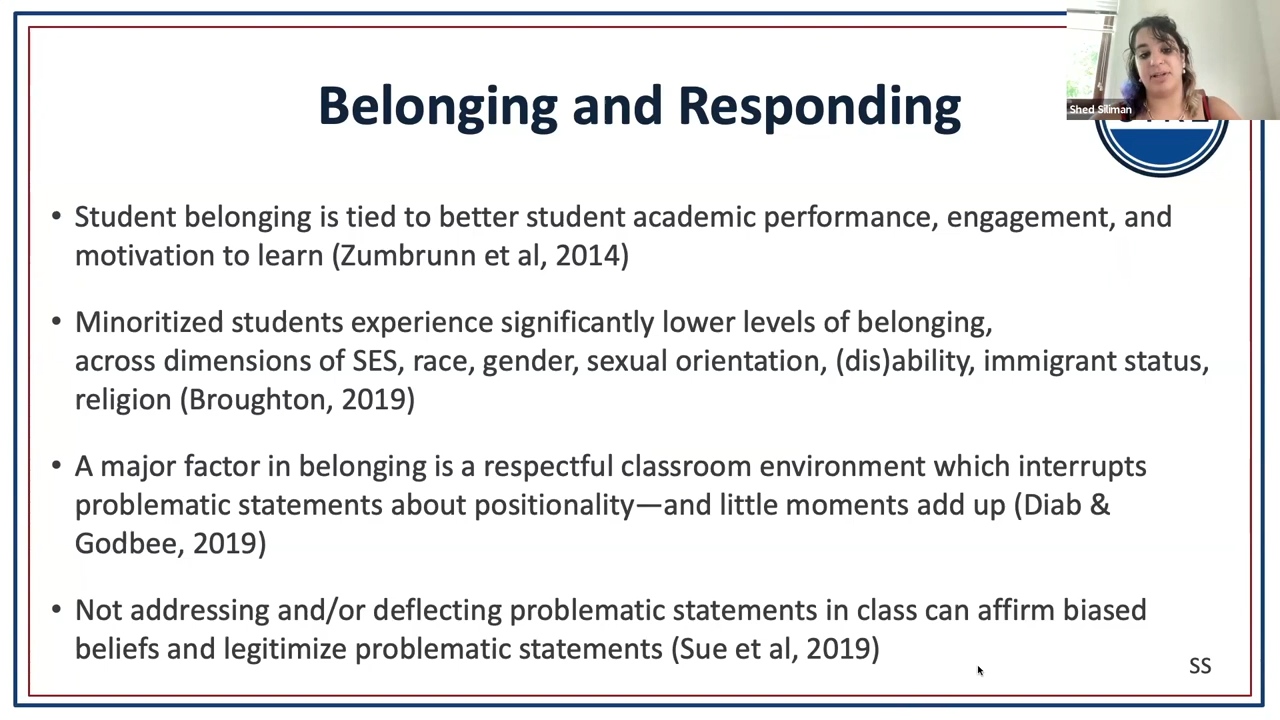 Belonging and Responding
Shed Siliman
• Student belonging is tied to better student academic performance, engagement, and
motivation to learn (Zumbrunn et al, 2014)
• Minoritized students experience significantly lower levels of belonging,
across dimensions of SES, race, gender, sexual orientation, (dis)ability, immigrant status,
religion (Broughton, 2019)
• A major factor in belonging is a respectful classroom environment which interrupts
problematic statements about positionality—and little moments add up (Diab &
Godbee, 2019)
• Not addressing and/or deflecting problematic statements in class can affirm biased
beliefs and legitimize problematic statements (Sue et al, 2019)
SS